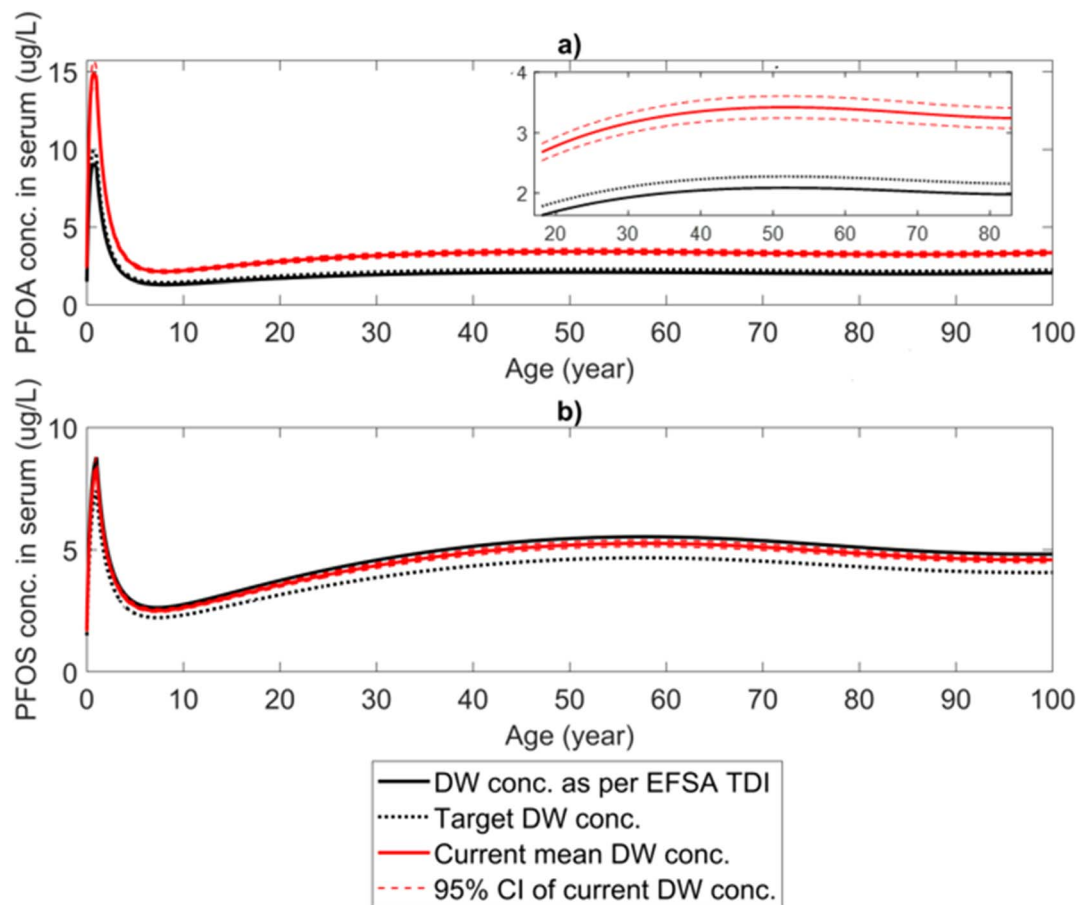 a)
PFOA conc. in serum (ug/L)
15
10
5
0
4
3
2
20 30 40 50 60 70 80
0 10 20 30 40 50 60 70 80 90 100
Age (year)
b)
PFOS conc. in serum (ug/L)
10
5
0
0 10 20 30 40 50 60 70 80 90 100
Age (year)
DW conc. as per EFSA TDI
Target DW conc.
Current mean DW conc.
95% CI of current DW conc.